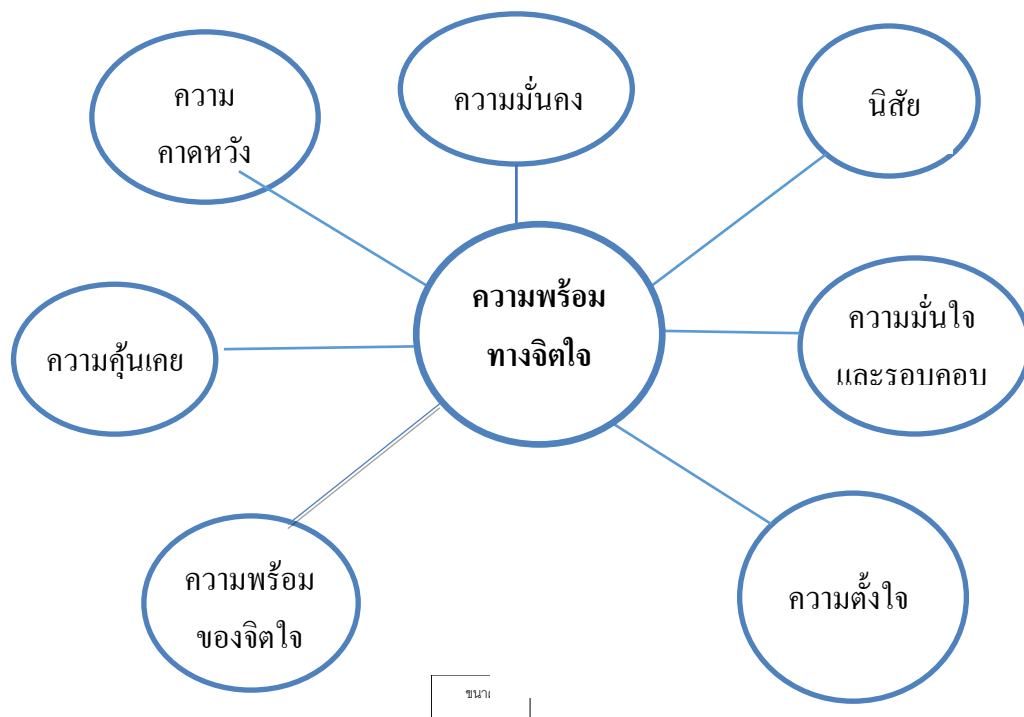 ความ
คาดหวัง
ความมั่นคง
นิสัย
ความพร้อม
ทางจิตใจ
ความมั่นใจ
และรอบคอบ
ความคุ้นเคย
ความพร้อม
ของจิตใจ
ความตั้งใจ